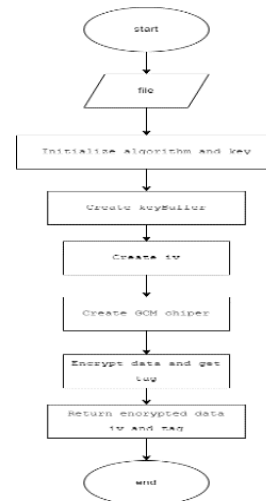 start
file
Initialize algorithm and key
Create keyBuffer
Create iv
Create GCM chiper
Encrypt data and get
tag
Return encrypted data
iv and tag
end